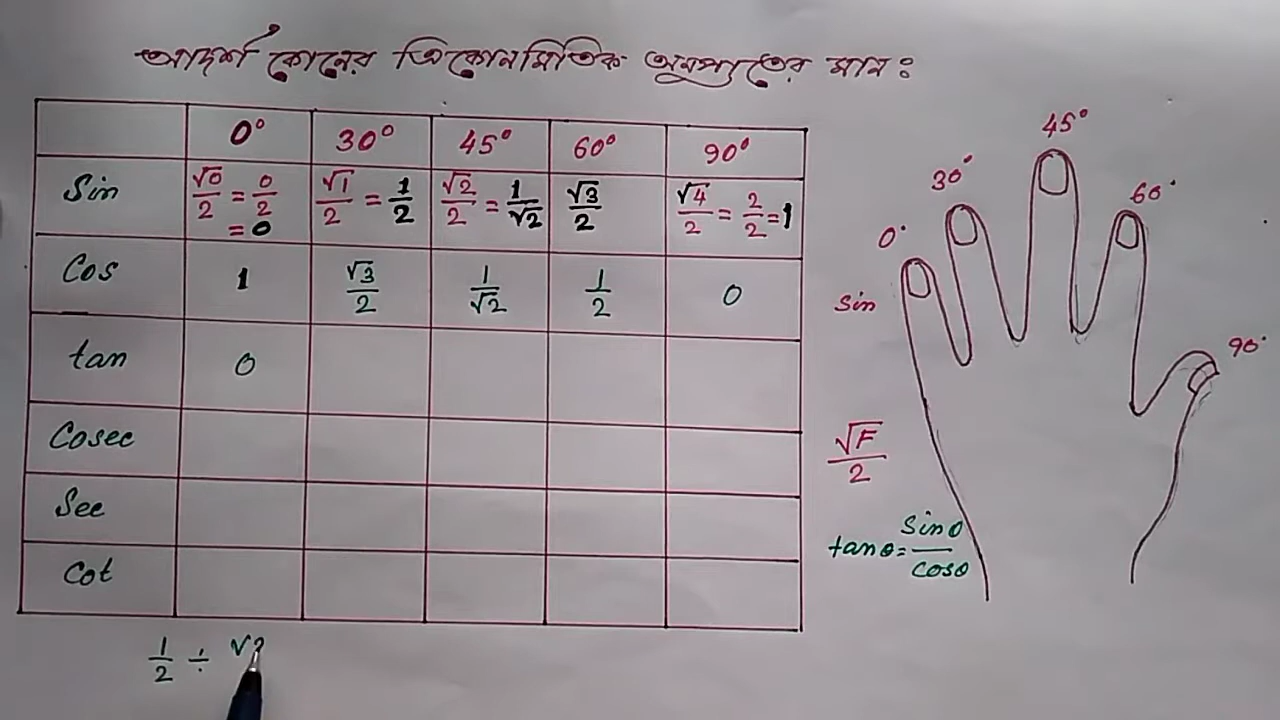 আদর্শ কোনের ত্রিকোনমিতিক অনুপাতের মান :
0° 30° 45° 60° 90°
Sin √0/2 = 0/2 = 0 √1/2 = 1/2 √2/2 = 1/√2 √3/2 √4/2 = 2/2 = 1
Cos 1 √3/2 1/√2 1/2 0
tan 0
Cosec
Sec
Cot
1/2 ÷
45°
30°
60°
0°
Sin
90°
√F/2
tanθ = Sinθ/cosθ